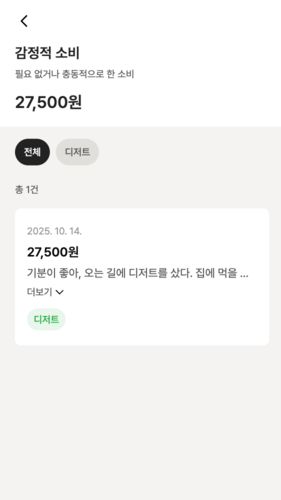 감정적 소비
필요 없거나 충동적으로 한 소비
27,500원
전체
디저트
총 1건
2025. 10. 14.
27,500원
기분이 좋아, 오는 길에 디저트를 샀다. 집에 먹을 ...
더보기
디저트